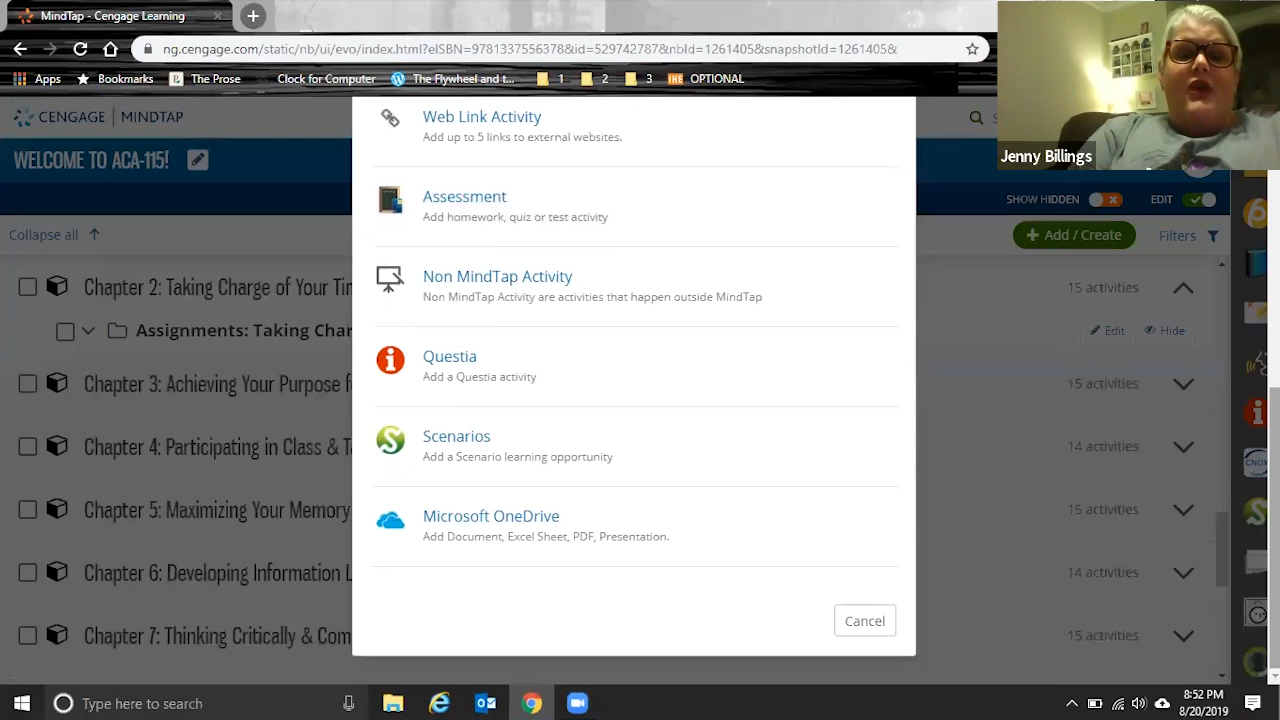 MindTap - Cengage Learning
ng.cengage.com/static/nb/ui/evo/index.html?eISBN=9781337556378&id=529742787&nbId=1261405&snapshotId=1261405&
Apps
Bookmarks
The Prose
Clock for Computer
The Flywheel and t...
1
2
3
OPTIONAL
CENGAGE | MINDTAP
WELCOME TO ACA-115!
Jenny Billings
SHOW HIDDEN
EDIT
Collapse all
+ Add / Create
Filters
Web Link Activity
Add up to 5 links to external websites.
Assessment
Add homework, quiz or test activity
Non MindTap Activity
Non MindTap Activity are activities that happen outside MindTap
Questia
Add a Questia activity
Scenarios
Add a Scenario learning opportunity
Microsoft OneDrive
Add Document, Excel Sheet, PDF, Presentation.
Cancel
Chapter 2: Taking Charge of Your
15 activities
Assignments: Taking
Edit
Hide
Chapter 3: Achieving Your Purpose
15 activities
Chapter 4: Participating in Class &
14 activities
Chapter 5: Maximizing Your Memory
15 activities
Chapter 6: Developing Information
14 activities
Chapter 7: Thinking Critically &
15 activities
CNOW
Type here to search
8:52 PM
8/20/2019